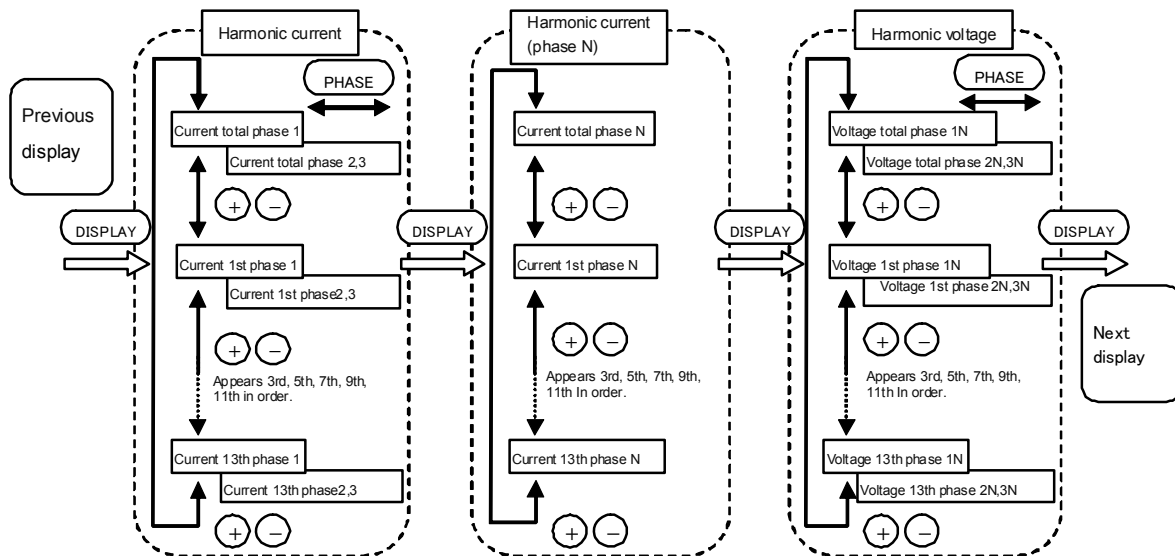 Previous
display
DISPLAY
Harmonic current
PHASE
Current total phase 1
Current total phase 2,3
+ −
Current 1st phase 1
Current 1st phase2,3
+ −
Appears 3rd, 5th, 7th, 9th,
11th in order.
Current 13th phase 1
Current 13th phase2,3
+ −
DISPLAY
Harmonic current
(phase N)
Current total phase N
+ −
Current 1st phase N
+ −
Appears 3rd, 5th, 7th, 9th,
11th In order.
Current 13th phase N
+ −
DISPLAY
Harmonic voltage
PHASE
Voltage total phase 1N
Voltage total phase 2N,3N
+ −
Voltage 1st phase 1N
Voltage 1st phase 2N,3N
+ −
Appears 3rd, 5th, 7th, 9th,
11th In order.
Voltage 13th phase 1N
Voltage 13th phase 2N,3N
+ −
DISPLAY
Next
display